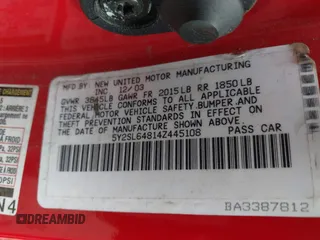 MFD. BY NEW UNITED MOTOR MANUFACTURING
INC 12/03
GVWR 3845LB GAWR FR 2015LB RR 1850LB
THIS VEHICLE CONFORMS TO ALL APPLICABLE
FEDERAL MOTOR VEHICLE SAFETY, BUMPER, AND
THEFT PREVENTION STANDARDS IN EFFECT ON
THE DATE OF MANUFACTURE SHOWN ABOVE.
5Y2SL64814Z445108 PASS CAR
BA3387812
N4
DREAMBID